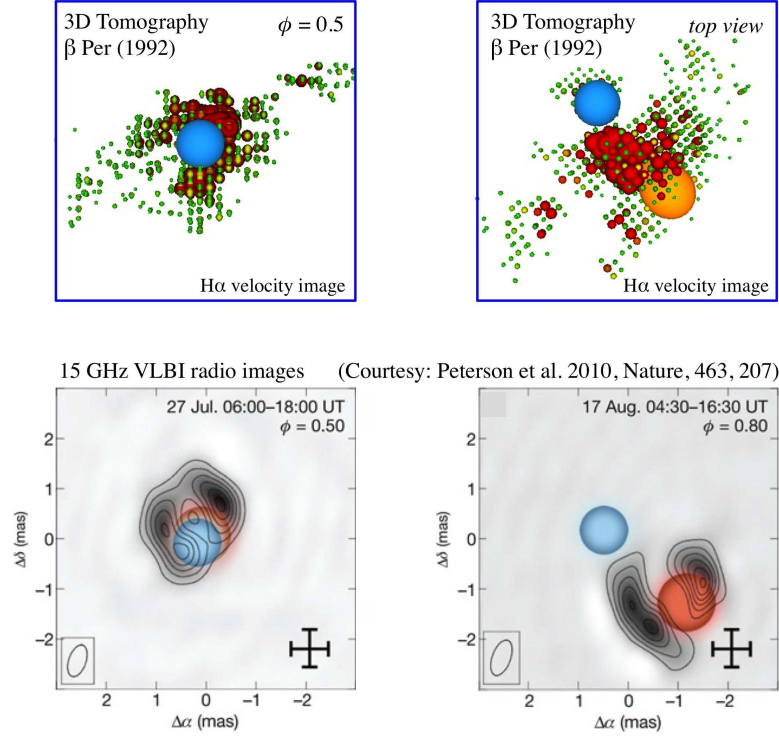 3D Tomography
β Per (1992)
ϕ = 0.5
Hα velocity image
3D Tomography
β Per (1992)
top view
Hα velocity image
15 GHz VLBI radio images
(Courtesy: Peterson et al. 2010, Nature, 463, 207)
27 Jul. 06:00–18:00 UT
ϕ = 0.50
Δδ (mas)
2
1
0
−1
−2
2
1
0
−1
−2
Δα (mas)
17 Aug. 04:30–16:30 UT
ϕ = 0.80
Δδ (mas)
2
1
0
−1
−2
2
1
0
−1
−2
Δα (mas)